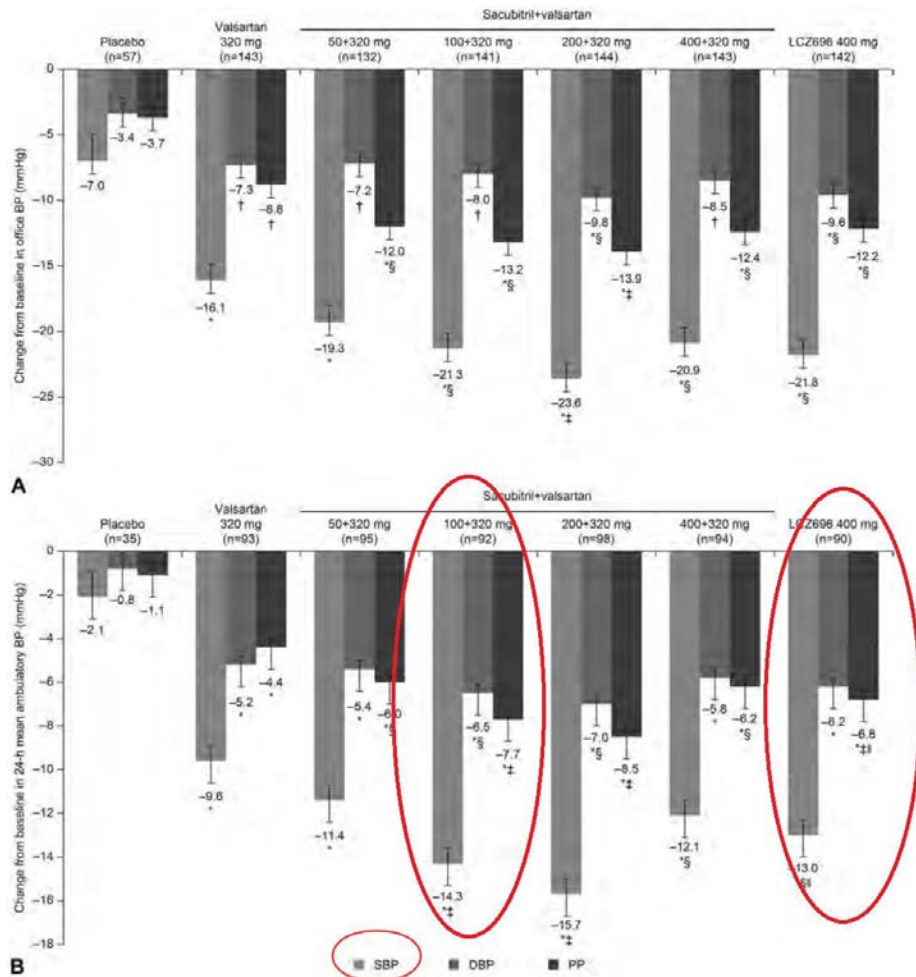 Sacubitril+valsartan
Placebo
(n=57)
Valsartan
320 mg
(n=143)
50+320 mg
(n=132)
100+320 mg
(n=141)
200+320 mg
(n=144)
400+320 mg
(n=143)
LCZ696 400 mg
(n=142)
Change from baseline in office BP (mmHg)
0
−5
−10
−15
−20
−25
−30
−7.0
−3.4
−3.7
−16.1
*
−7.3
†
−8.8
†
−19.3
*
−7.2
†
−12.0
*§
−21.3
*§
−8.0
†
−13.2
*§
−23.6
*‡
−9.8
*§
−13.9
*‡
−20.9
*§
−8.5
†
−12.4
*§
−21.8
*§
−9.6
*§
−12.2
*§
A
Sacubitril+valsartan
Placebo
(n=35)
Valsartan
320 mg
(n=93)
50+320 mg
(n=95)
100+320 mg
(n=92)
200+320 mg
(n=98)
400+320 mg
(n=94)
LCZ696 400 mg
(n=90)
Change from baseline in 24-h mean ambulatory BP (mmHg)
0
−2
−4
−6
−8
−10
−12
−14
−16
−18
−2.1
−0.8
−1.1
−9.6
*
−5.2
*
−4.4
*
−11.4
*
−5.4
*
−6.0
*§
−14.3
*‡
−6.5
*§
−7.7
*‡
−15.7
*‡
−7.0
*§
−8.5
*‡
−12.1
*§
−5.8
*
−6.2
*§
−13.0
−6.2
*
−6.8
*‡‖
B
SBP
DBP
PP